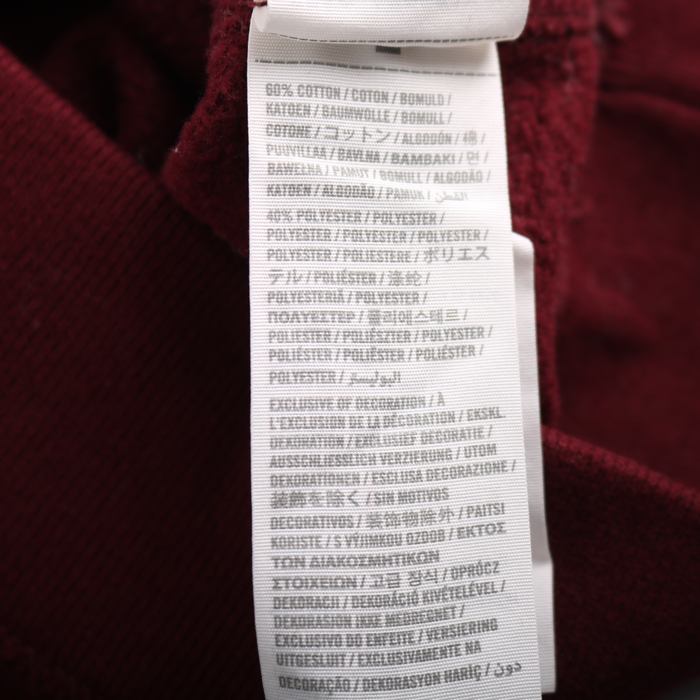 60% COTTON / COTON / BOMULD /
KATOEN / BAUMWOLLE / BOMULL /
COTONE / コットン / ALGODÓN / 棉 /
PUUVILLAA / BAVLNA / ΒΑΜΒΑΚΙ / 면 /
BAWEŁNA / PAMUT / BOMULL / ALGODÃO /
KATOEN / ALGODÃO / PAMUK / القطن
40% POLYESTER / POLYESTER /
POLYESTER / POLYESTER / POLYESTER /
POLYESTER / POLIESTERE / ポリエス
テル / POLIÉSTER / 涤纶 /
POLYESTERIÄ / POLYESTER /
ΠΟΛΥΕΣΤΕΡ / 폴리에스테르 /
POLIESTER / POLIÉSZTER / POLYESTER /
POLIÉSTER / POLIËSTER / POLIÉSTER /
POLYESTER / البوليستر
EXCLUSIVE OF DECORATION / À
L'EXCLUSION DE LA DÉCORATION / EKSKL.
DEKORATION / EXCLUSIEF DECORATIE /
AUSSCHLIESSLICH VERZIERUNG / UTOM
DEKORATIONEN / ESCLUSA DECORAZIONE /
装飾を除く / SIN MOTIVOS
DECORATIVOS / 装饰物除外 / PAITSI
KORISTE / S VÝJIMKOU OZDOB / ΕΚΤΟΣ
ΤΩΝ ΔΙΑΚΟΣΜΗΤΙΚΩΝ
ΣΤΟΙΧΕΙΩΝ / 고급 장식 / OPRÓCZ
DEKORACJI / DEKORÁCIÓ KIVÉTELÉVEL /
DEKORASJON IKKE MEDREGNET /
EXCLUSIVO DO ENFEITE / VERSIERING
UITGESLUIT / EXCLUSIVAMENTE NA
DECORAÇÃO / DEKORASYON HARİÇ / دون